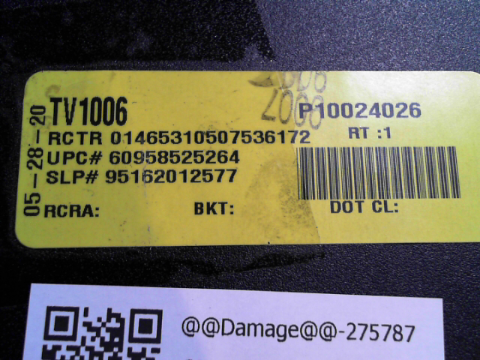 05-28-20
TV1006
P10024026
RCTR 01465310507536172
RT :1
UPC# 60958525264
SLP# 95162012577
RCRA:
BKT:
DOT CL:
@@Damage@@-275787